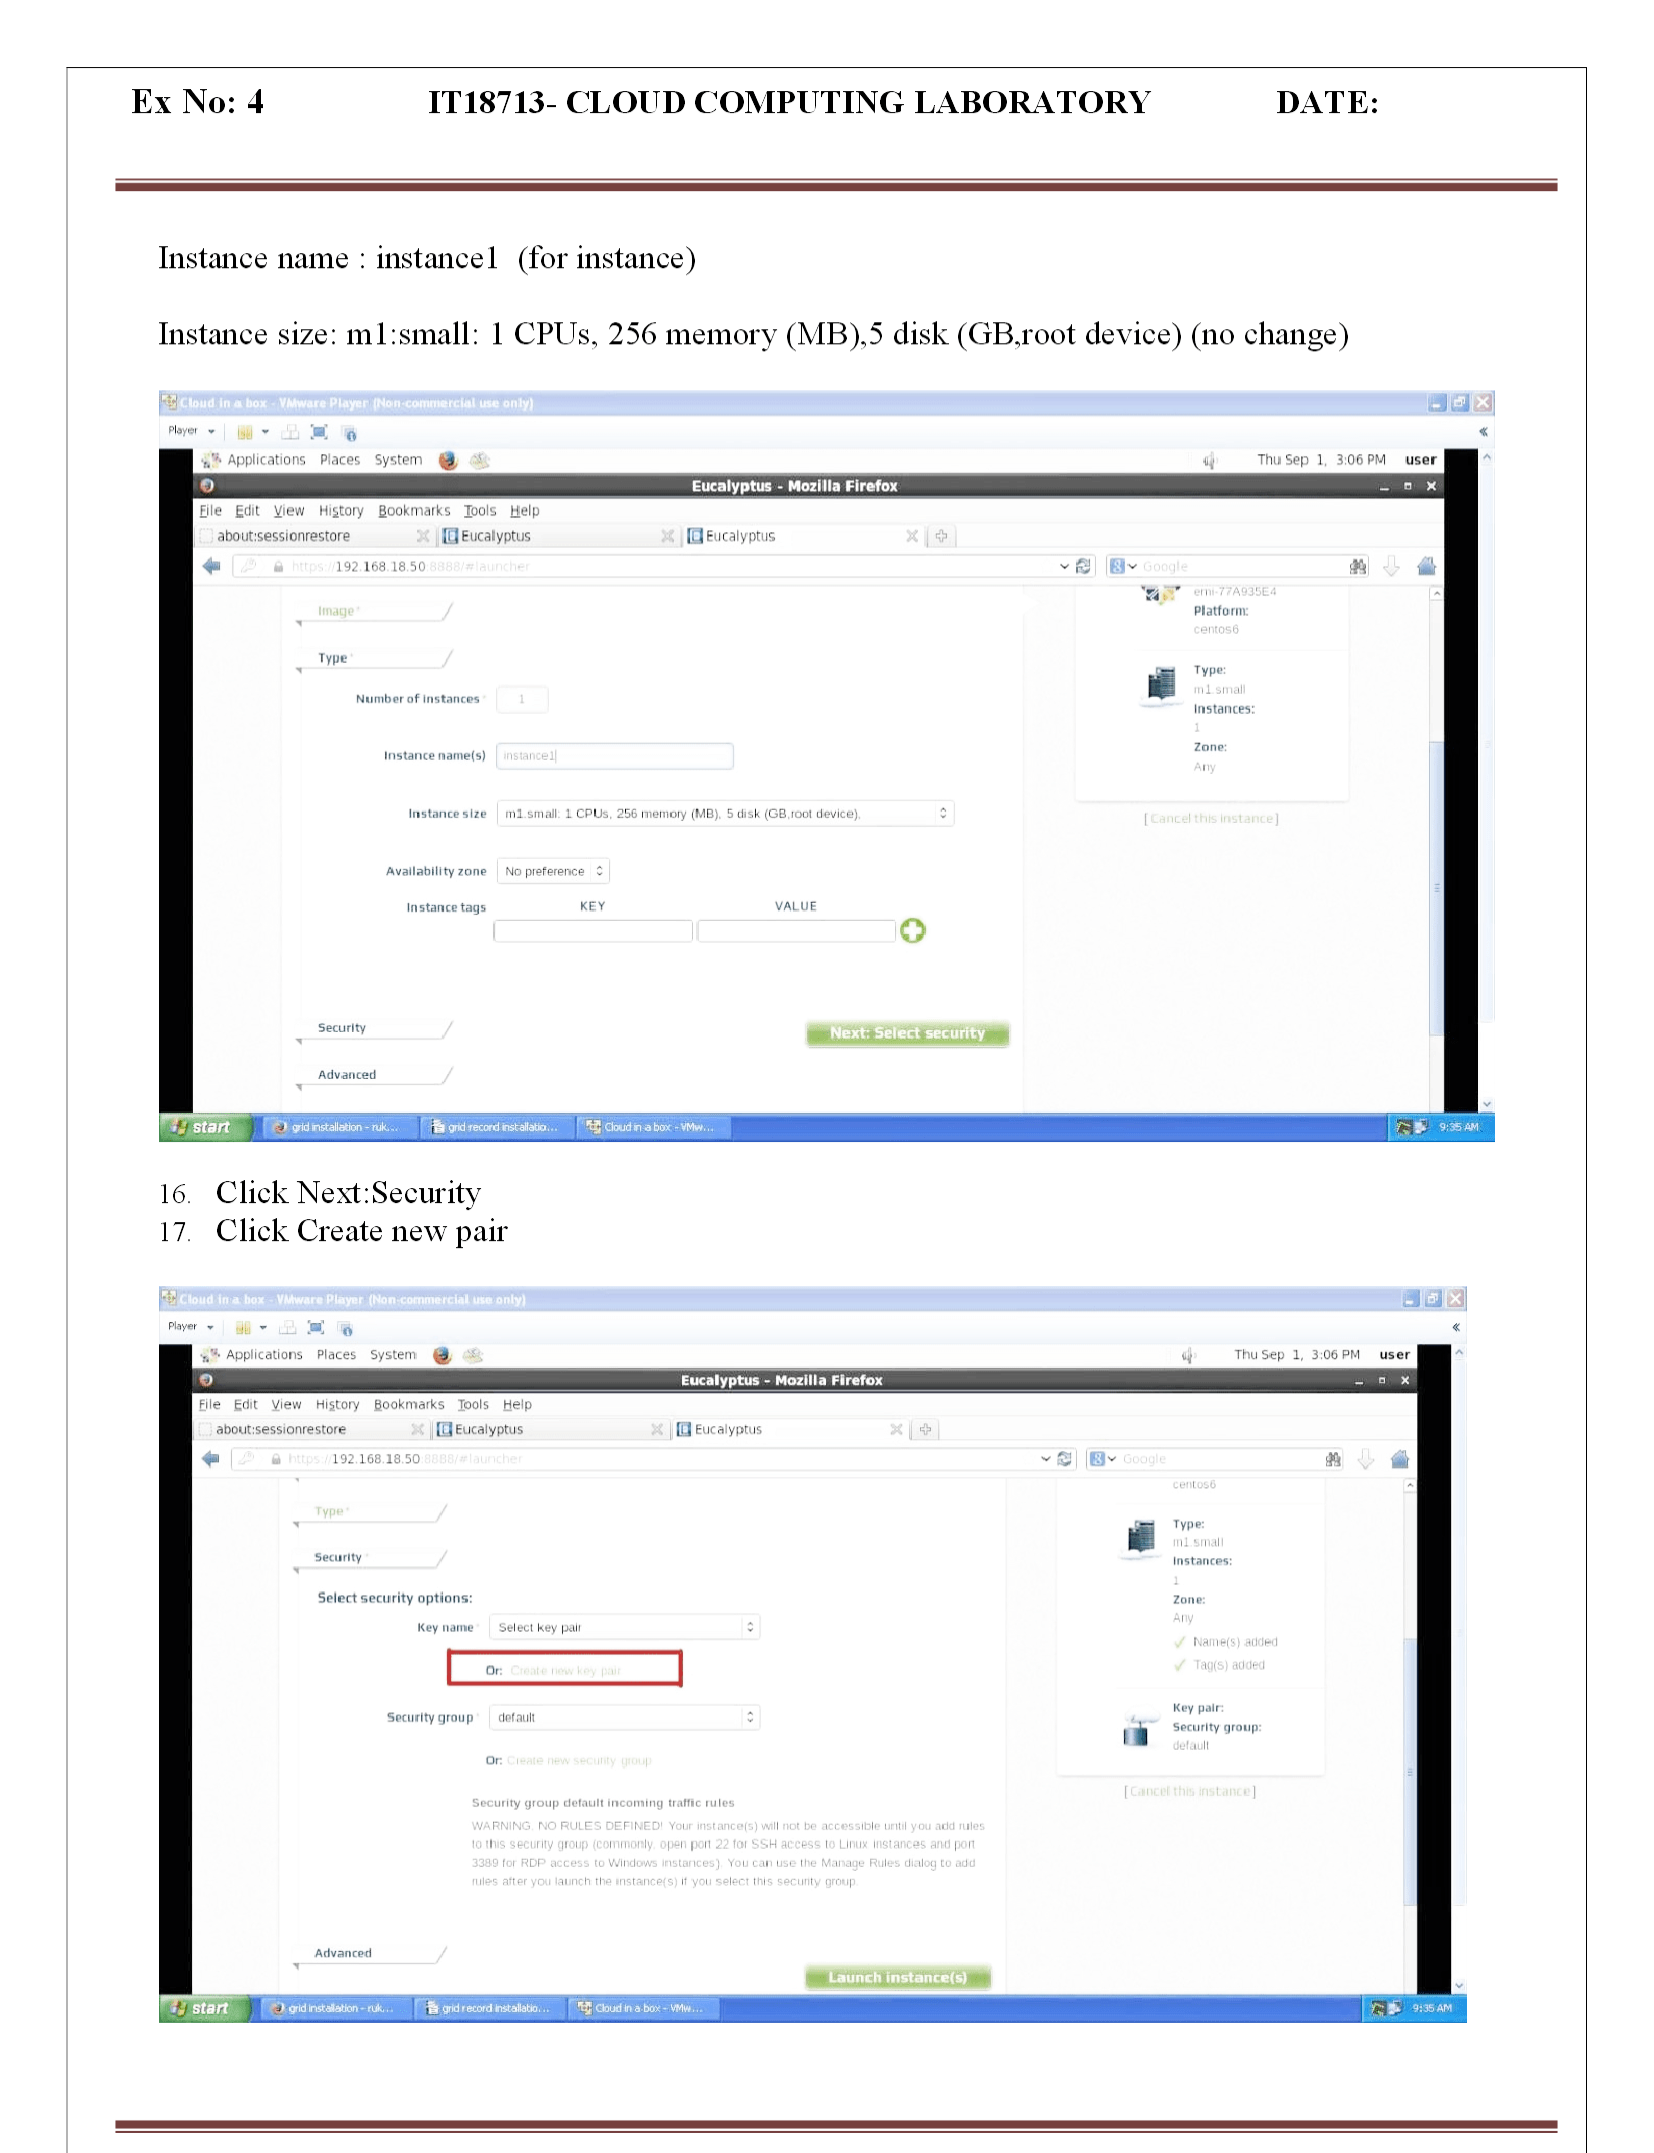 Ex No: 4 IT18713- CLOUD COMPUTING LABORATORY DATE:
Instance name : instance1 (for instance)
Instance size: m1:small: 1 CPUs, 256 memory (MB),5 disk (GB,root device) (no change)
Cloud in a box - VMware Player (Non-commercial use only)
Player
Applications Places System Thu Sep 1, 3:06 PM user
Eucalyptus - Mozilla Firefox
File Edit View History Bookmarks Tools Help
about:sessionrestore Eucalyptus Eucalyptus
https://192.168.18.50:8888/#launcher Google
emi-77A935E4
Image * Platform:
centos6
Type *
Type:
m1.small
Number of instances * 1
Instances:
1
Zone:
Instance name(s) instance1
Any
Instance size m1.small: 1 CPUs, 256 memory (MB), 5 disk (GB,root device).
[ Cancel this instance ]
Availability zone No preference
Instance tags KEY VALUE
Security Next: Select security
Advanced
start grid installation - ruk... grid record installatio... Cloud in a box - VMw... 9:35 AM
16. Click Next:Security
17. Click Create new pair
Cloud in a box - VMware Player (Non-commercial use only)
Player
Applications Places System Thu Sep 1, 3:06 PM user
Eucalyptus - Mozilla Firefox
File Edit View History Bookmarks Tools Help
about:sessionrestore Eucalyptus Eucalyptus
https://192.168.18.50:8888/#launcher Google
centos6
Type *
Type:
m1.small
Security * Instances:
1
Select security options: Zone:
Any
Key name * Select key pair
Name(s) added
Or: Create new key pair Tag(s) added
Key pair:
Security group * default Security group:
default
Or: Create new security group
[ Cancel this instance ]
Security group default incoming traffic rules
WARNING: NO RULES DEFINED! Your instance(s) will not be accessible until you add rules
to this security group (commonly, open port 22 for SSH access to Linux instances and port
3389 for RDP access to Windows instances). You can use the Manage Rules dialog to add
rules after you launch the instance(s) if you select this security group.
Advanced
Launch instance(s)
start grid installation - ruk... grid record installatio... Cloud in a box - VMw... 9:35 AM